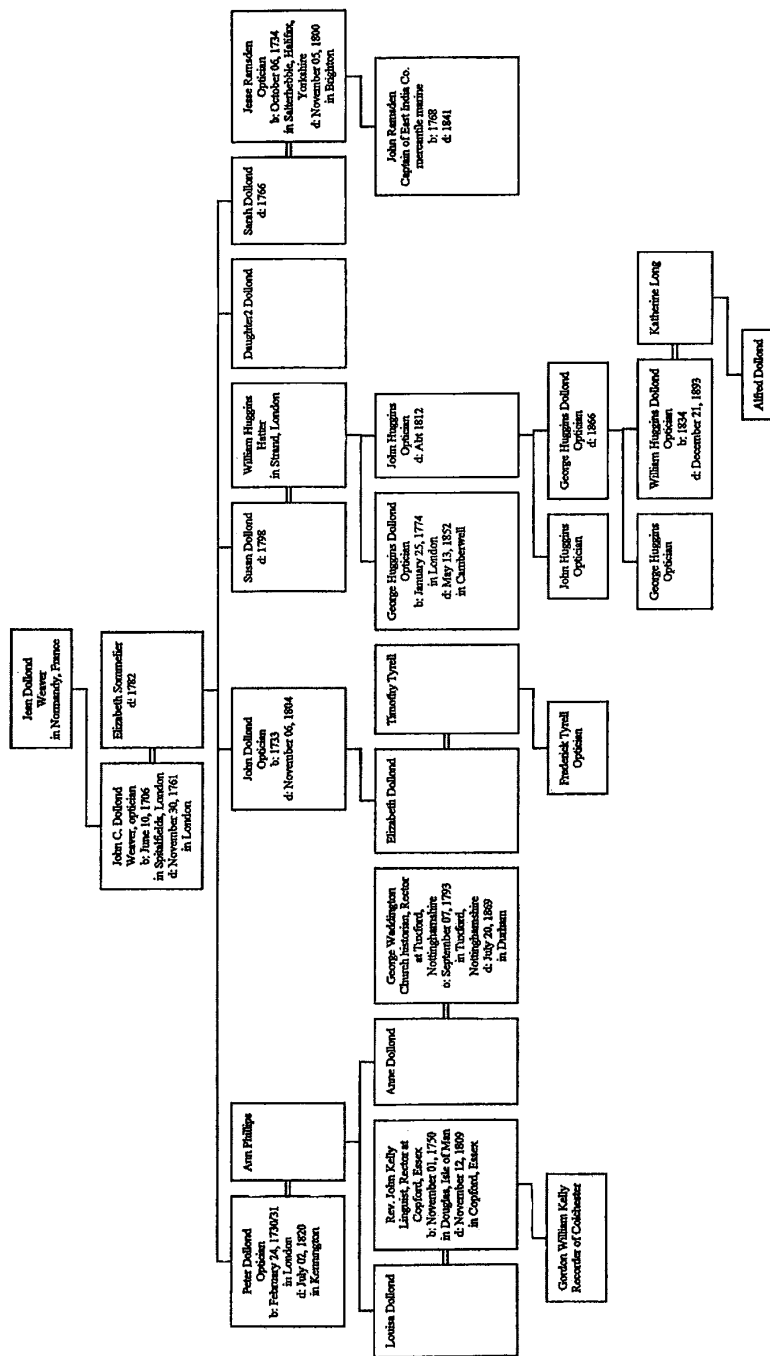 Jean Dollond
Weaver
in Normandy, France
John C. Dollond
Weaver, optician
b: June 10, 1706
in Spitalfields, London
d: November 30, 1761
in London
Elizabeth Sommelier
d: 1782
Peter Dollond
Optician
b: February 24, 1730/31
in London
d: July 02, 1820
in Kennington
Ann Phillips
John Dollond
Optician
b: 1733
d: November 06, 1804
Susan Dollond
d: 1798
William Huggins
Hatter
in Strand, London
Daughter2 Dollond
Sarah Dollond
d: 1766
Jesse Ramsden
Optician
b: October 06, 1734
in Salterhebble, Halifax,
Yorkshire
d: November 05, 1800
in Brighton
Louisa Dollond
Rev. John Kelly
Linguist, Rector at
Copford, Essex
b: November 01, 1750
in Douglas, Isle of Man
d: November 12, 1809
in Copford, Essex
Anne Dollond
George Waddington
Church historian, Rector
at Tuxford,
Nottinghamshire
o: September 07, 1793
in Tuxford,
Nottinghamshire
d: July 20, 1869
in Durham
Elizabeth Dollond
Timothy Tyrell
George Huggins Dollond
Optician
b: January 25, 1774
in London
d: May 13, 1852
in Camberwell
John Huggins
Optician
d: Abt 1812
John Ramsden
Captain of East India Co.
mercantile marine
b: 1768
d: 1841
Gordon William Kelly
Recorder of Colchester
Frederick Tyrell
Optician
John Huggins
Optician
George Huggins Dollond
Optician
d: 1866
George Huggins
Optician
William Huggins Dollond
Optician
b: 1834
d: December 21, 1893
Katherine Long
Alfred Dollond